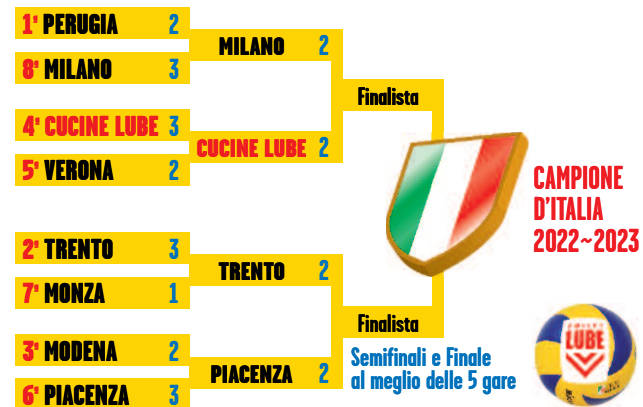 1ª PERUGIA 2
8ª MILANO 3
MILANO 2
4ª CUCINE LUBE 3
5ª VERONA 2
CUCINE LUBE 2
Finalista
2ª TRENTO 3
7ª MONZA 1
TRENTO 2
3ª MODENA 2
6ª PIACENZA 3
PIACENZA 2
Finalista
Semifinali e Finale
al meglio delle 5 gare
CAMPIONE
D'ITALIA
2022~2023
LUBE